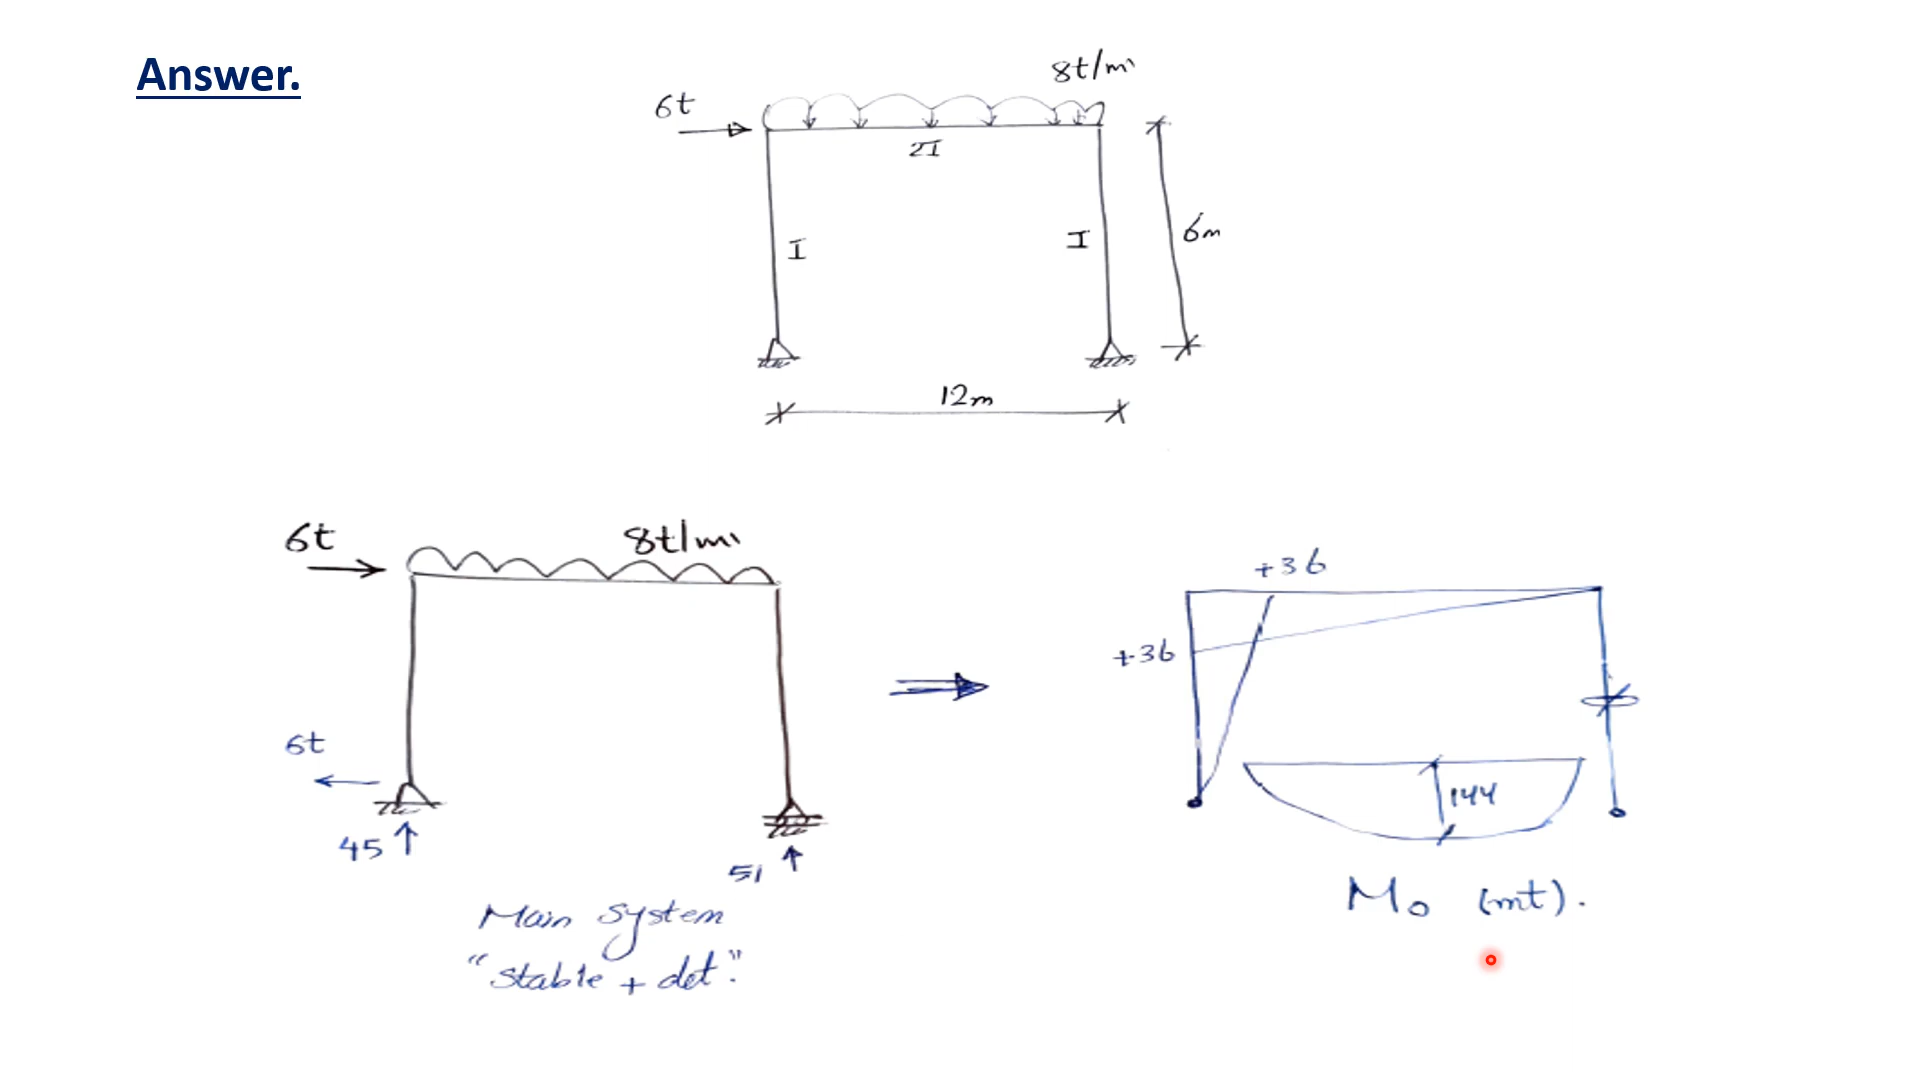 Answer.
8t/m'
6t
2I
I
I
6m
12m
6t
8t/m'
+36
+36
6t
144
45
51
Main System
"Stable + det."
M₀ (mt).